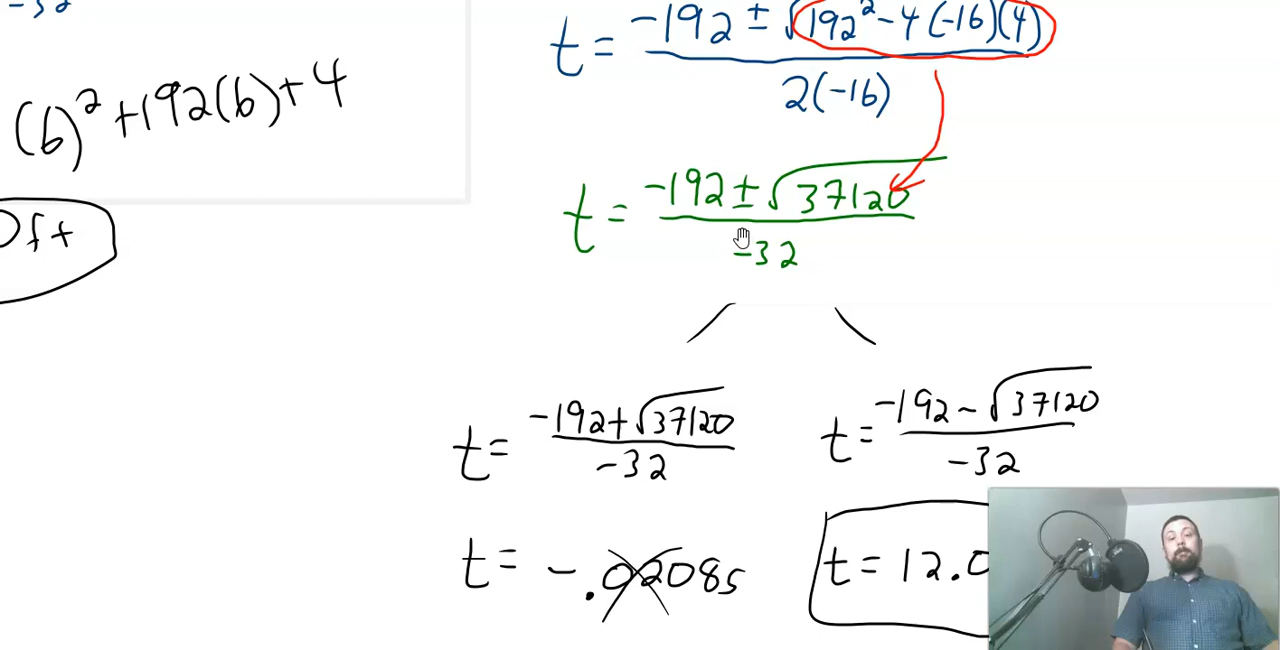 -32
(6)² + 192(6) + 4
0ft
t = (-192 ± √(192² - 4(-16)(4))) / 2(-16)
t = (-192 ± √37120) / -32
t = (-192 + √37120) / -32
t = (-192 - √37120) / -32
t = -.02085
t = 12.0